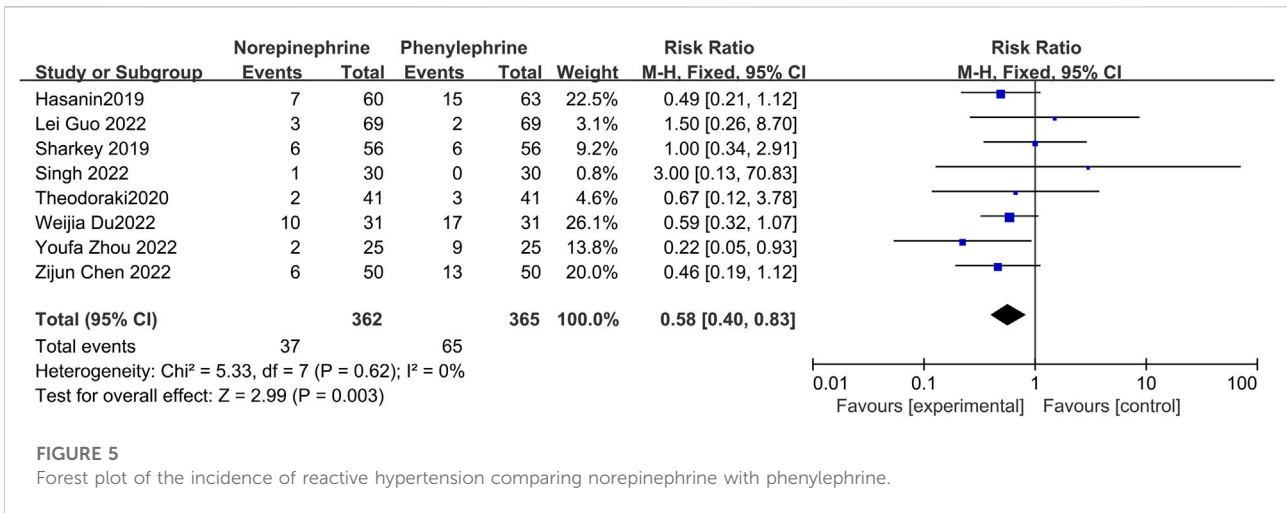 Norepinephrine Phenylephrine Risk Ratio Risk Ratio
Study or Subgroup Events Total Events Total Weight M-H, Fixed, 95% CI M-H, Fixed, 95% CI
Hasanin2019 7 60 15 63 22.5% 0.49 [0.21, 1.12]
Lei Guo 2022 3 69 2 69 3.1% 1.50 [0.26, 8.70]
Sharkey 2019 6 56 6 56 9.2% 1.00 [0.34, 2.91]
Singh 2022 1 30 0 30 0.8% 3.00 [0.13, 70.83]
Theodoraki2020 2 41 3 41 4.6% 0.67 [0.12, 3.78]
Weijia Du2022 10 31 17 31 26.1% 0.59 [0.32, 1.07]
Youfa Zhou 2022 2 25 9 25 13.8% 0.22 [0.05, 0.93]
Zijun Chen 2022 6 50 13 50 20.0% 0.46 [0.19, 1.12]
Total (95% CI) 362 365 100.0% 0.58 [0.40, 0.83]
Total events 37 65
Heterogeneity: Chi² = 5.33, df = 7 (P = 0.62); I² = 0%
Test for overall effect: Z = 2.99 (P = 0.003)
0.01 0.1 1 10 100
Favours [experimental] Favours [control]
FIGURE 5
Forest plot of the incidence of reactive hypertension comparing norepinephrine with phenylephrine.